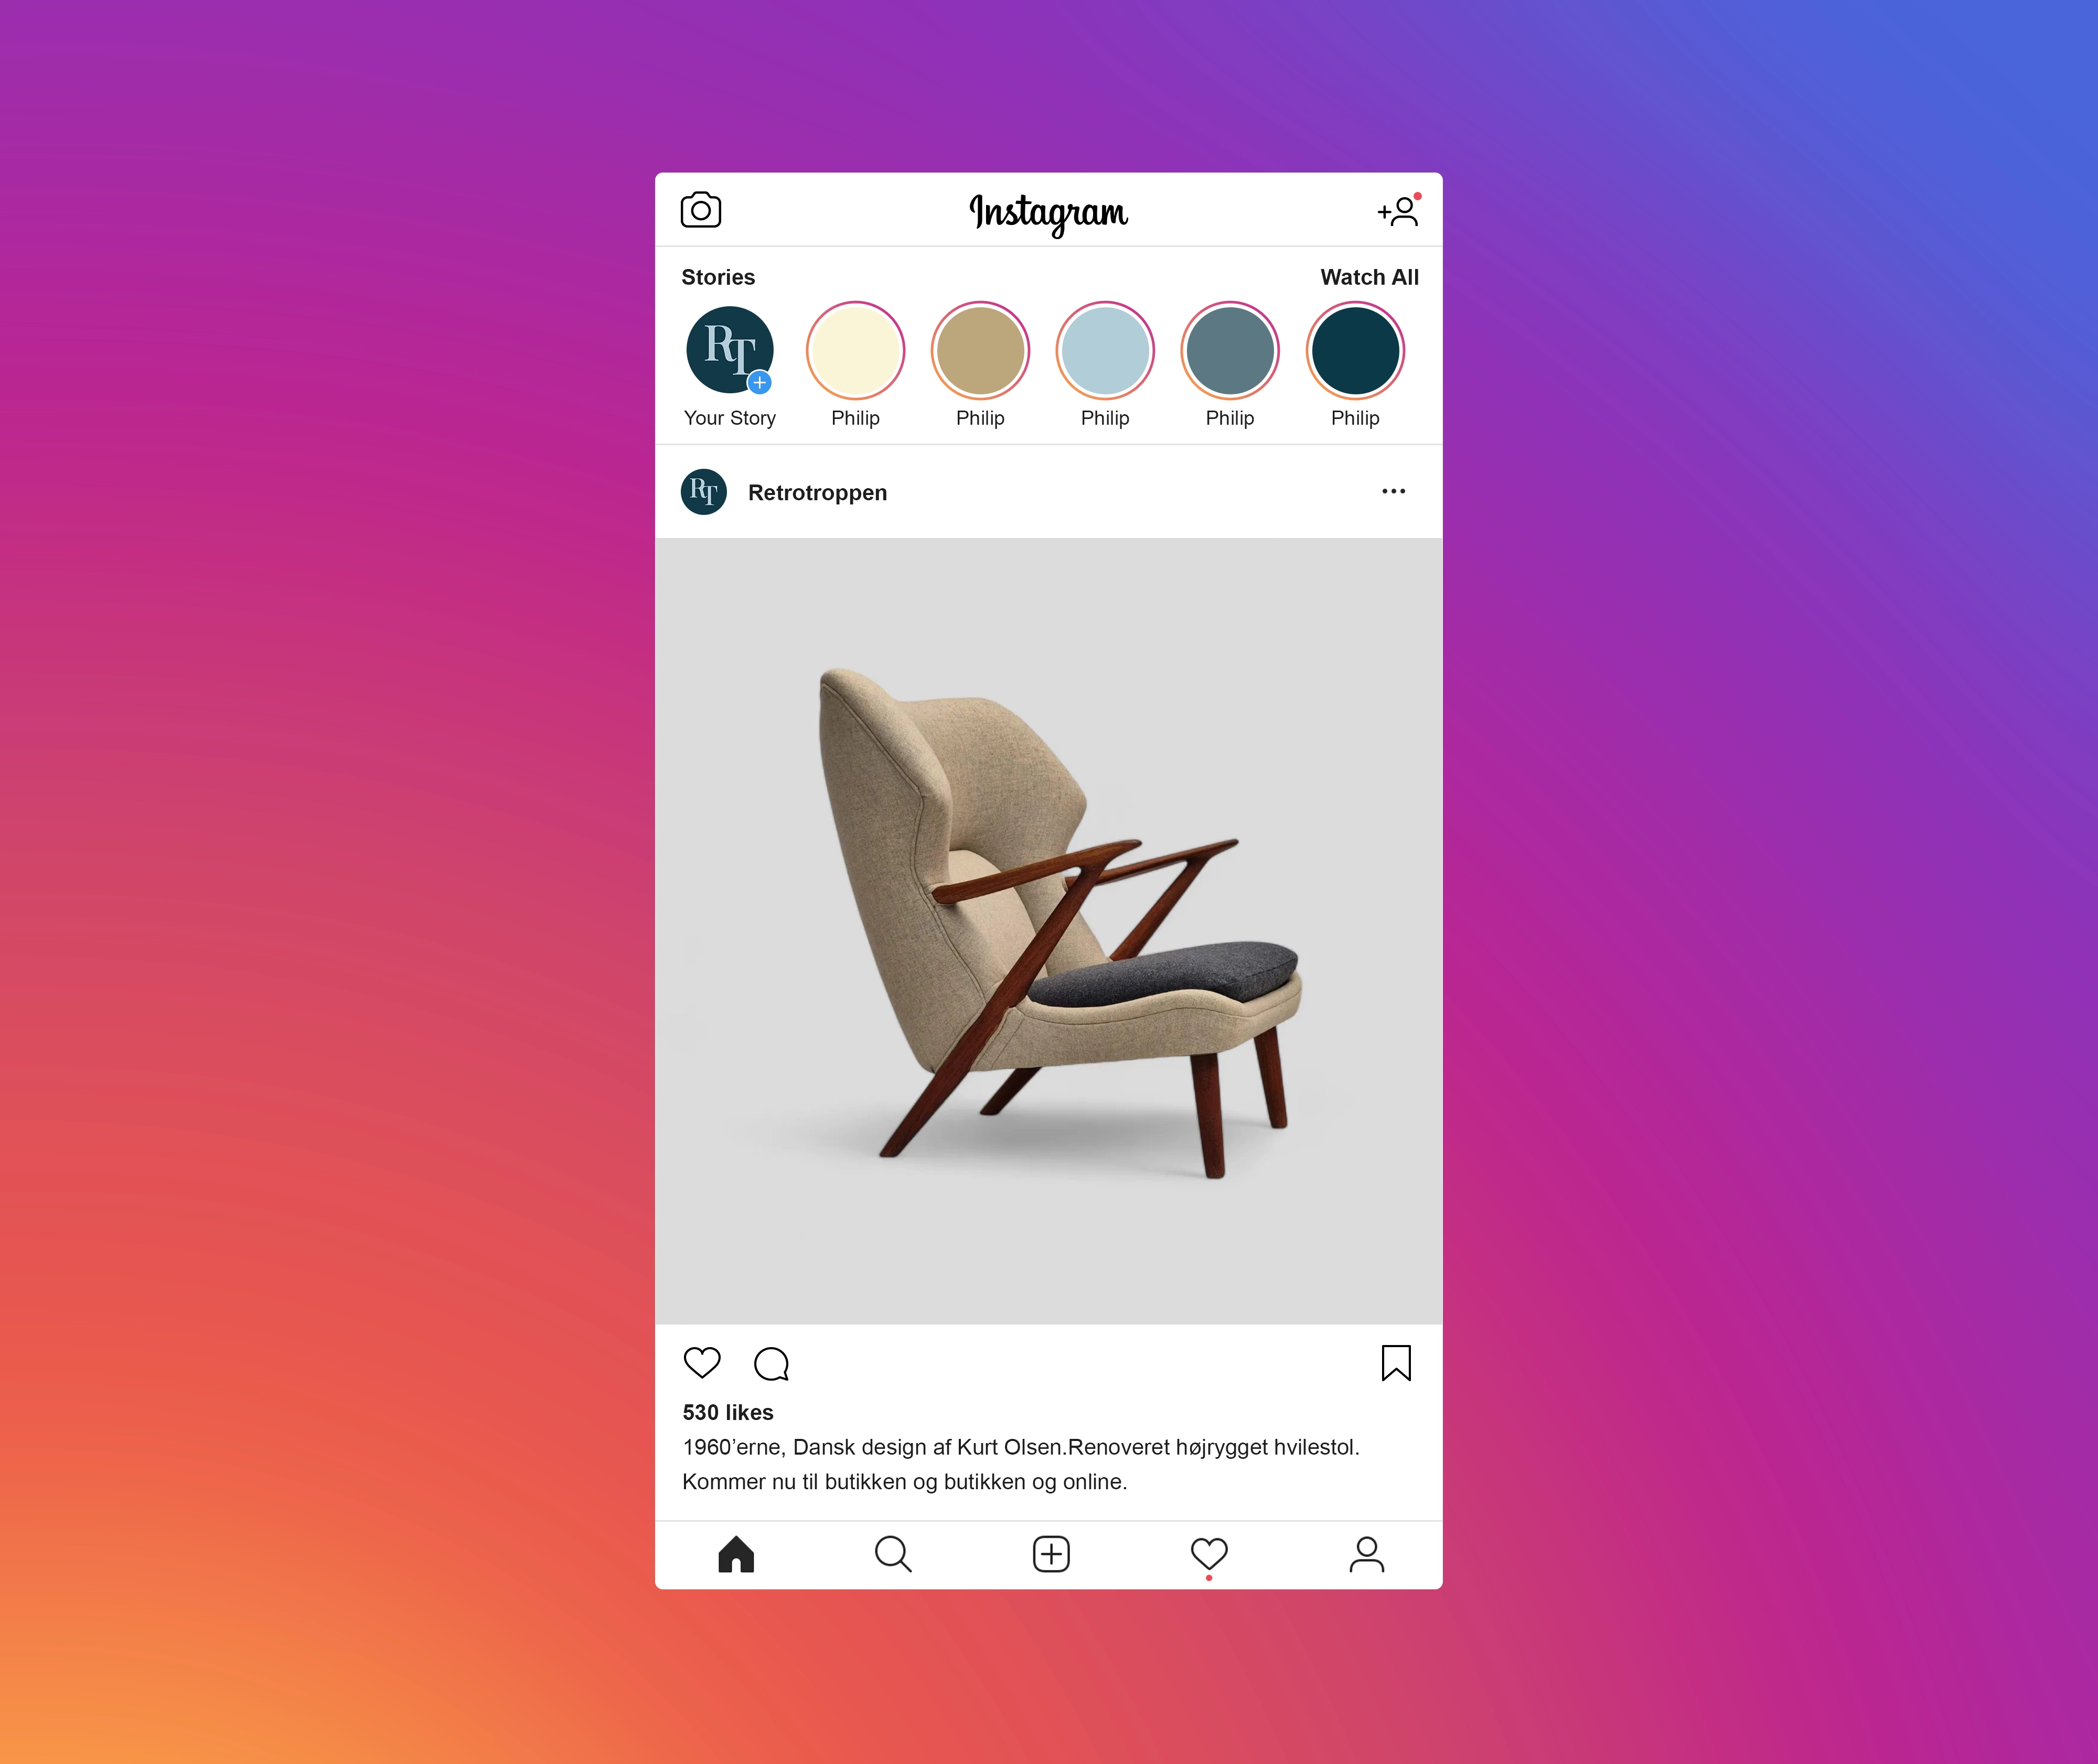 Instagram
Stories Watch All
RT
Your Story Philip Philip Philip Philip Philip
RT Retrotroppen
530 likes
1960’erne, Dansk design af Kurt Olsen.Renoveret højrygget hvilestol.
Kommer nu til butikken og butikken og online.